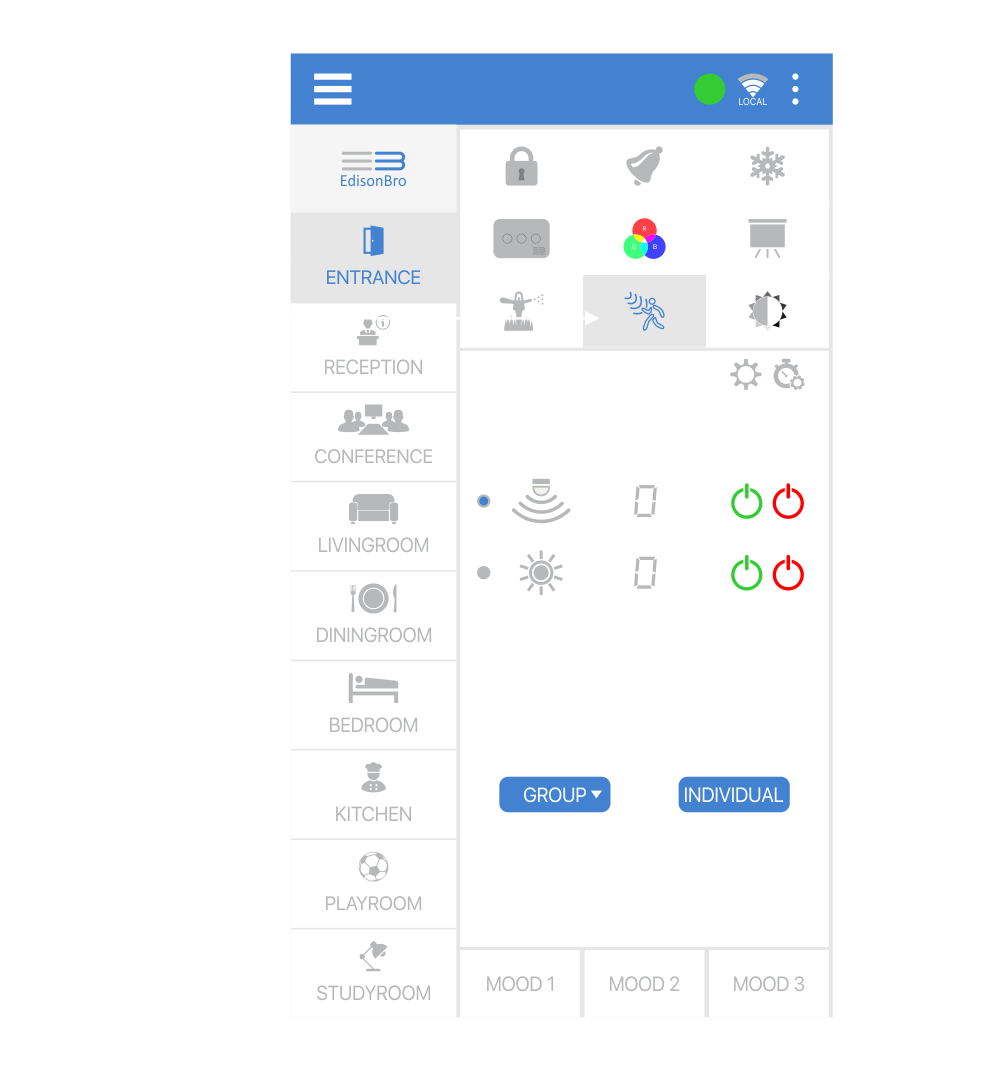 LOCAL
EdisonBro
ENTRANCE
R
G
B
i
RECEPTION
CONFERENCE
LIVINGROOM
0
DININGROOM
0
BEDROOM
GROUP
INDIVIDUAL
KITCHEN
PLAYROOM
STUDYROOM
MOOD 1
MOOD 2
MOOD 3